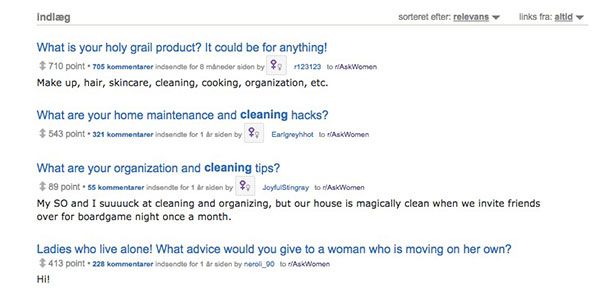 indlæg sorteret efter: relevans links fra: altid
What is your holy grail product? It could be for anything!
710 point • 705 kommentarer indsendte for 8 måneder siden by r123123 to r/AskWomen
Make up, hair, skincare, cleaning, cooking, organization, etc.
What are your home maintenance and cleaning hacks?
543 point • 321 kommentarer indsendte for 1 år siden by Earlgreyhhot to r/AskWomen
What are your organization and cleaning tips?
89 point • 55 kommentarer indsendte for 1 år siden by JoyfulStingray to r/AskWomen
My SO and I suuuuck at cleaning and organizing, but our house is magically clean when we invite friends
over for boardgame night once a month.
Ladies who live alone! What advice would you give to a woman who is moving on her own?
413 point • 228 kommentarer indsendte for 1 år siden by neroli_90 to r/AskWomen
Hi!